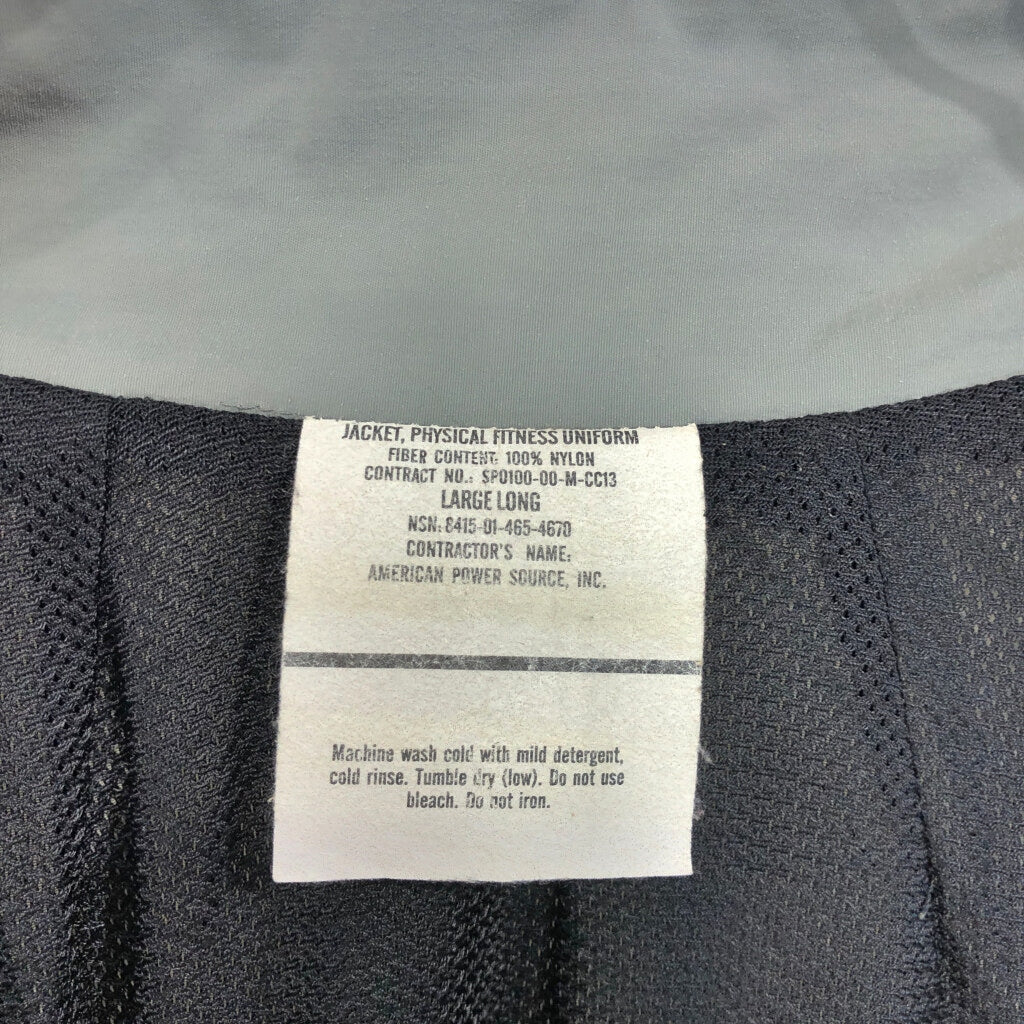 JACKET, PHYSICAL FITNESS UNIFORM
FIBER CONTENT: 100% NYLON
CONTRACT NO.: SPO100-00-M-CC13
LARGE LONG
NSN: 8415-01-465-4670
CONTRACTOR'S NAME:
AMERICAN POWER SOURCE, INC.
Machine wash cold with mild detergent,
cold rinse. Tumble dry (low). Do not use
bleach. Do not iron.